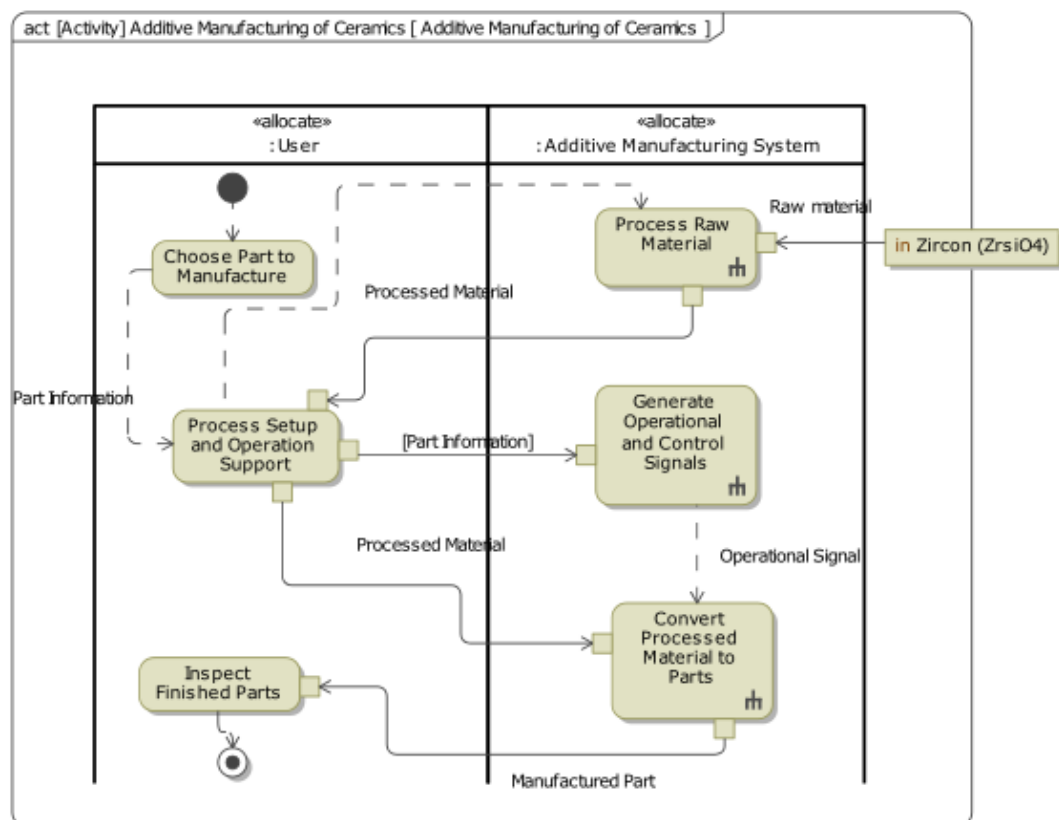 act [Activity] Additive Manufacturing of Ceramics [ Additive Manufacturing of Ceramics ]
«allocate»
: User
«allocate»
: Additive Manufacturing System
Choose Part to
Manufacture
Process Raw
Material
Raw material
in Zircon (ZrsiO4)
Processed Material
Part Information
Process Setup
and Operation
Support
[Part Information]
Generate
Operational
and Control
Signals
Processed Material
Operational Signal
Convert
Processed
Material to
Parts
Inspect
Finished Parts
Manufactured Part